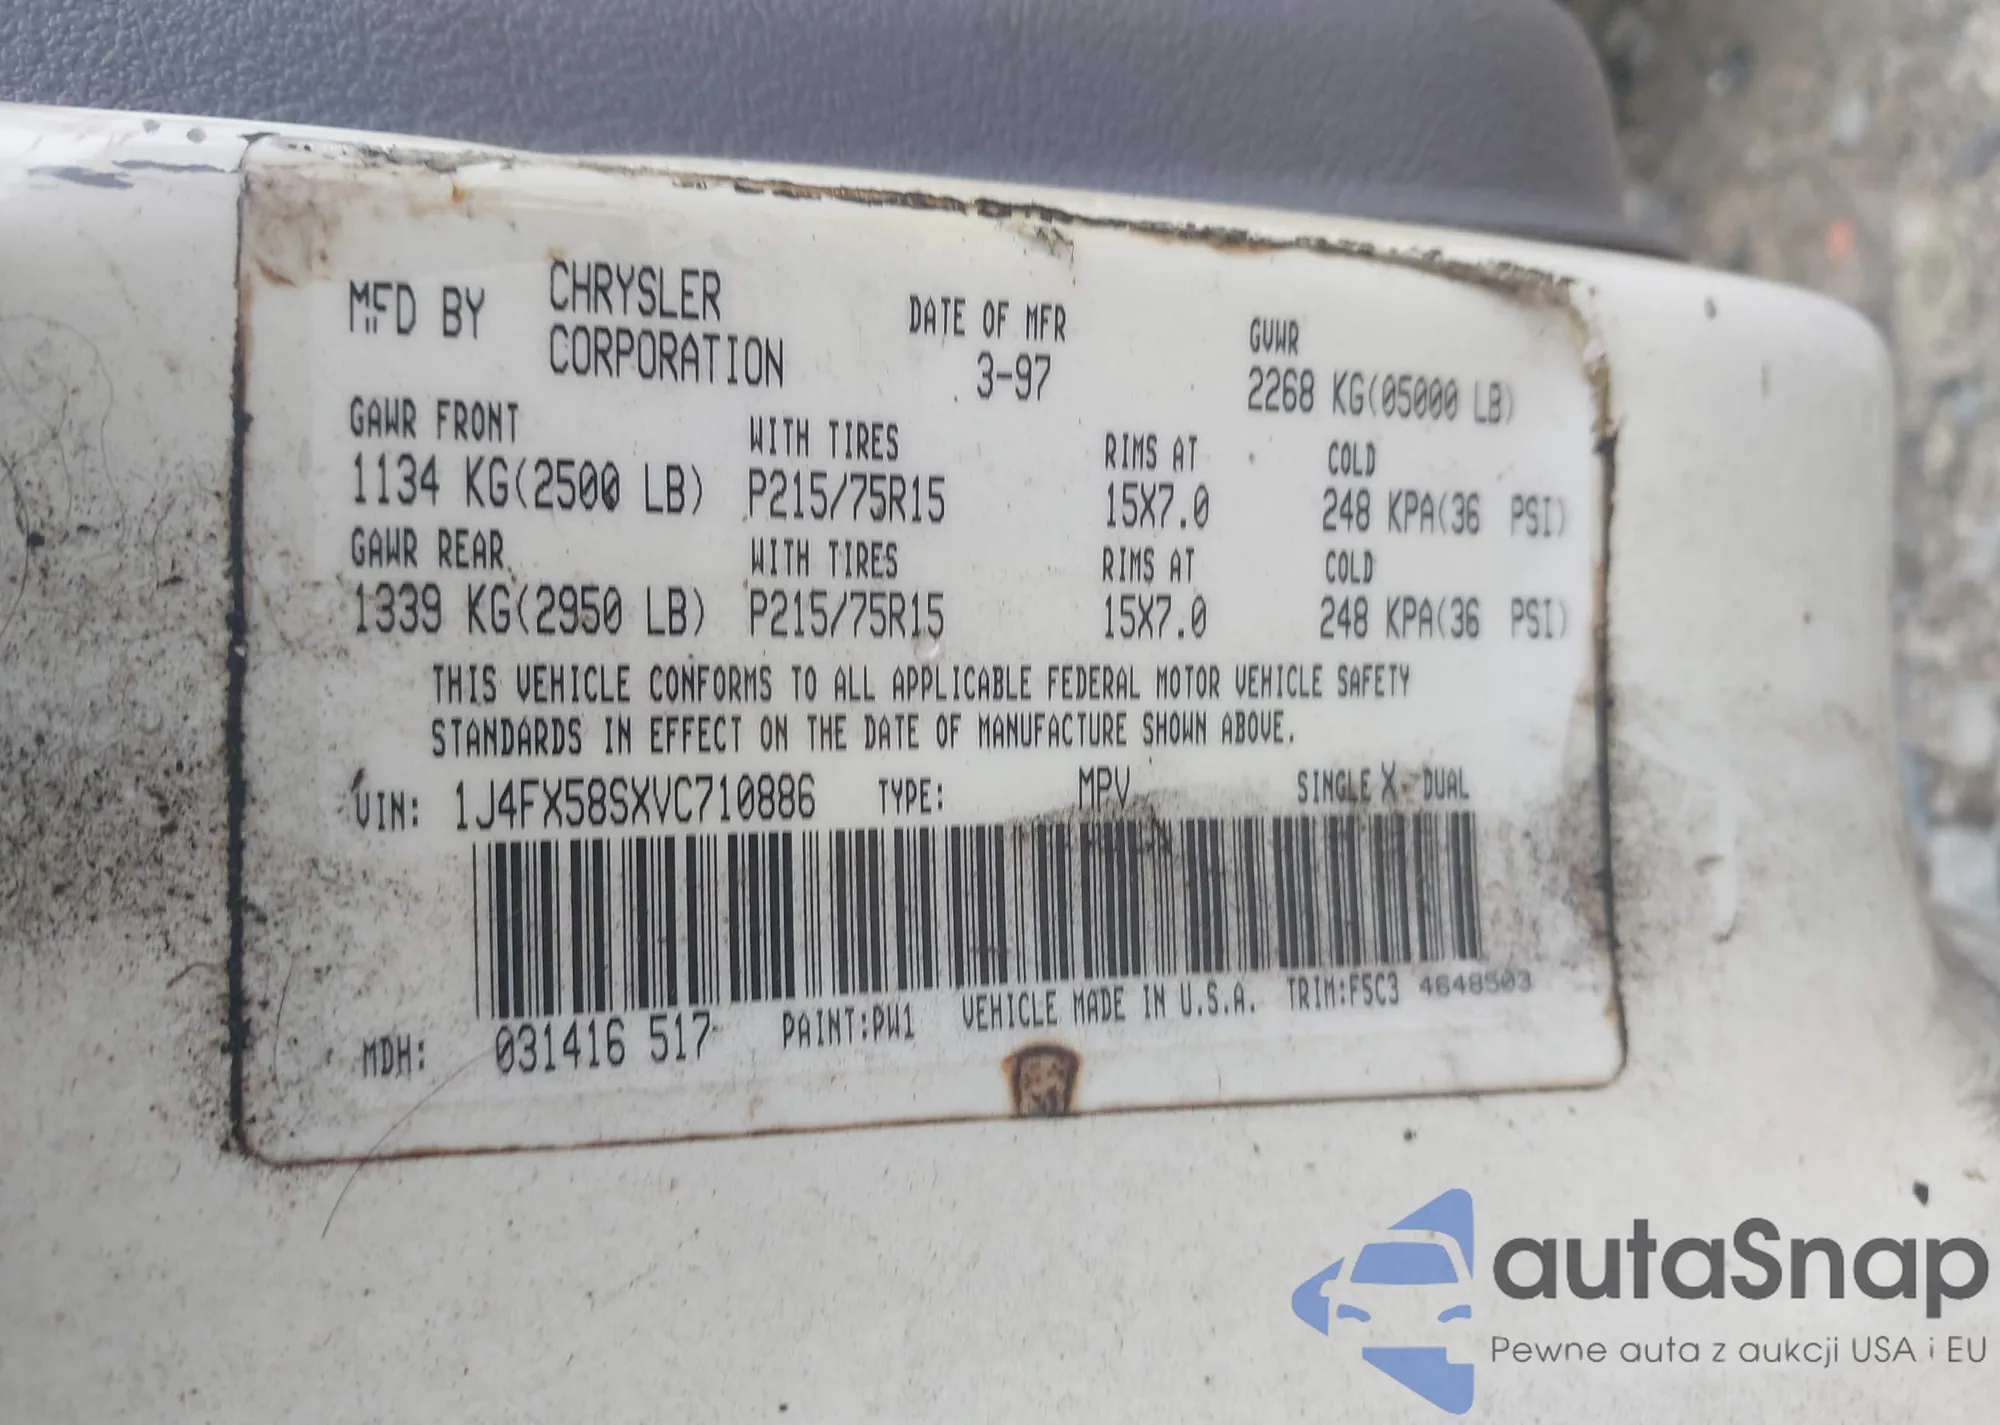 MFD BY CHRYSLER CORPORATION DATE OF MFR 3-97 GVWR 2268 KG(05000 LB)
GAWR FRONT WITH TIRES RIMS AT COLD
1134 KG(2500 LB) P215/75R15 15X7.0 248 KPA(36 PSI)
GAWR REAR WITH TIRES RIMS AT COLD
1339 KG(2950 LB) P215/75R15 15X7.0 248 KPA(36 PSI)
THIS VEHICLE CONFORMS TO ALL APPLICABLE FEDERAL MOTOR VEHICLE SAFETY
STANDARDS IN EFFECT ON THE DATE OF MANUFACTURE SHOWN ABOVE.
VIN: 1J4FX58SXVC710886 TYPE: MPV SINGLE X DUAL
MDH: 031416 517 PAINT:PW1 VEHICLE MADE IN U.S.A. TRIM:F5C3 4648503
autaSnap
Pewne auta z aukcji USA i EU